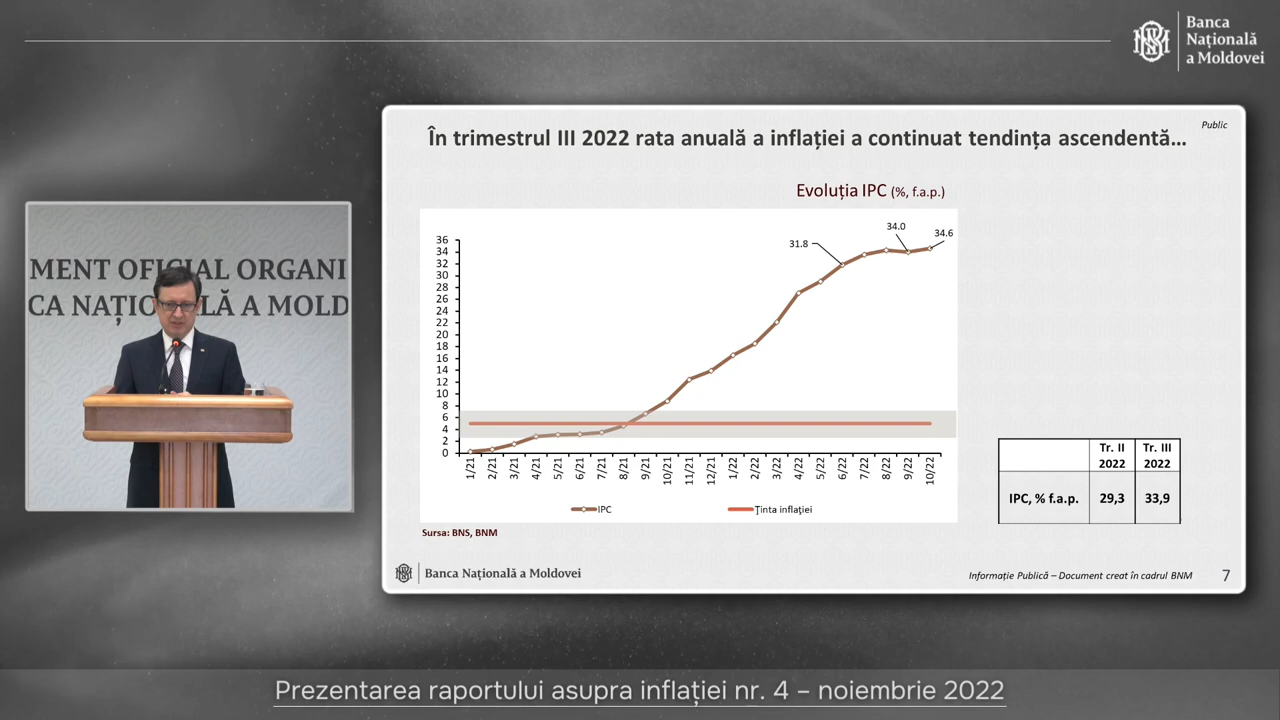 Banca
Națională
a Moldovei
Public
În trimestrul III 2022 rata anuală a inflației a continuat tendința ascendentă...
Evoluția IPC (%, f.a.p.)
MENT OFICIAL ORGANI
CA NAȚIONALĂ A MOLD
31.8
34.0
34.6
36
34
32
30
28
26
24
22
20
18
16
14
12
10
8
6
4
2
0
1/21
2/21
3/21
4/21
5/21
6/21
7/21
8/21
9/21
10/21
11/21
12/21
1/22
2/22
3/22
4/22
5/22
6/22
7/22
8/22
9/22
10/22
IPC
Ținta inflației
Tr. II 2022
Tr. III 2022
IPC, % f.a.p. 29,3 33,9
Sursa: BNS, BNM
Banca Națională a Moldovei
Informație Publică – Document creat în cadrul BNM
7
Prezentarea raportului asupra inflației nr. 4 – noiembrie 2022